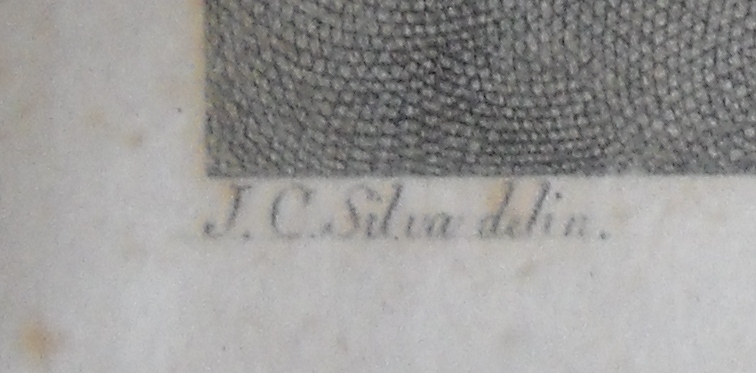 J. C. Silva delin.